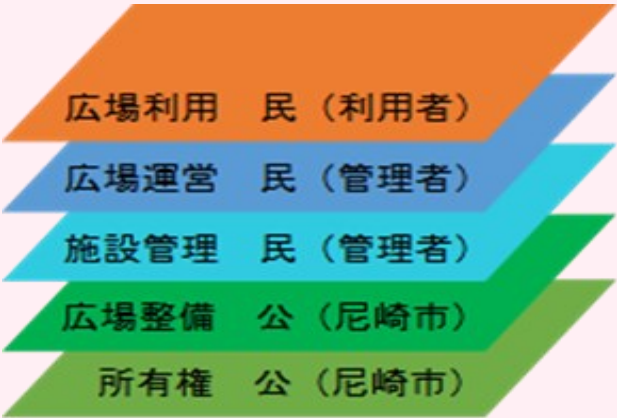 広場利用　民（利用者）
広場運営　民（管理者）
施設管理　民（管理者）
広場整備　公（尼崎市）
所有権　公（尼崎市）